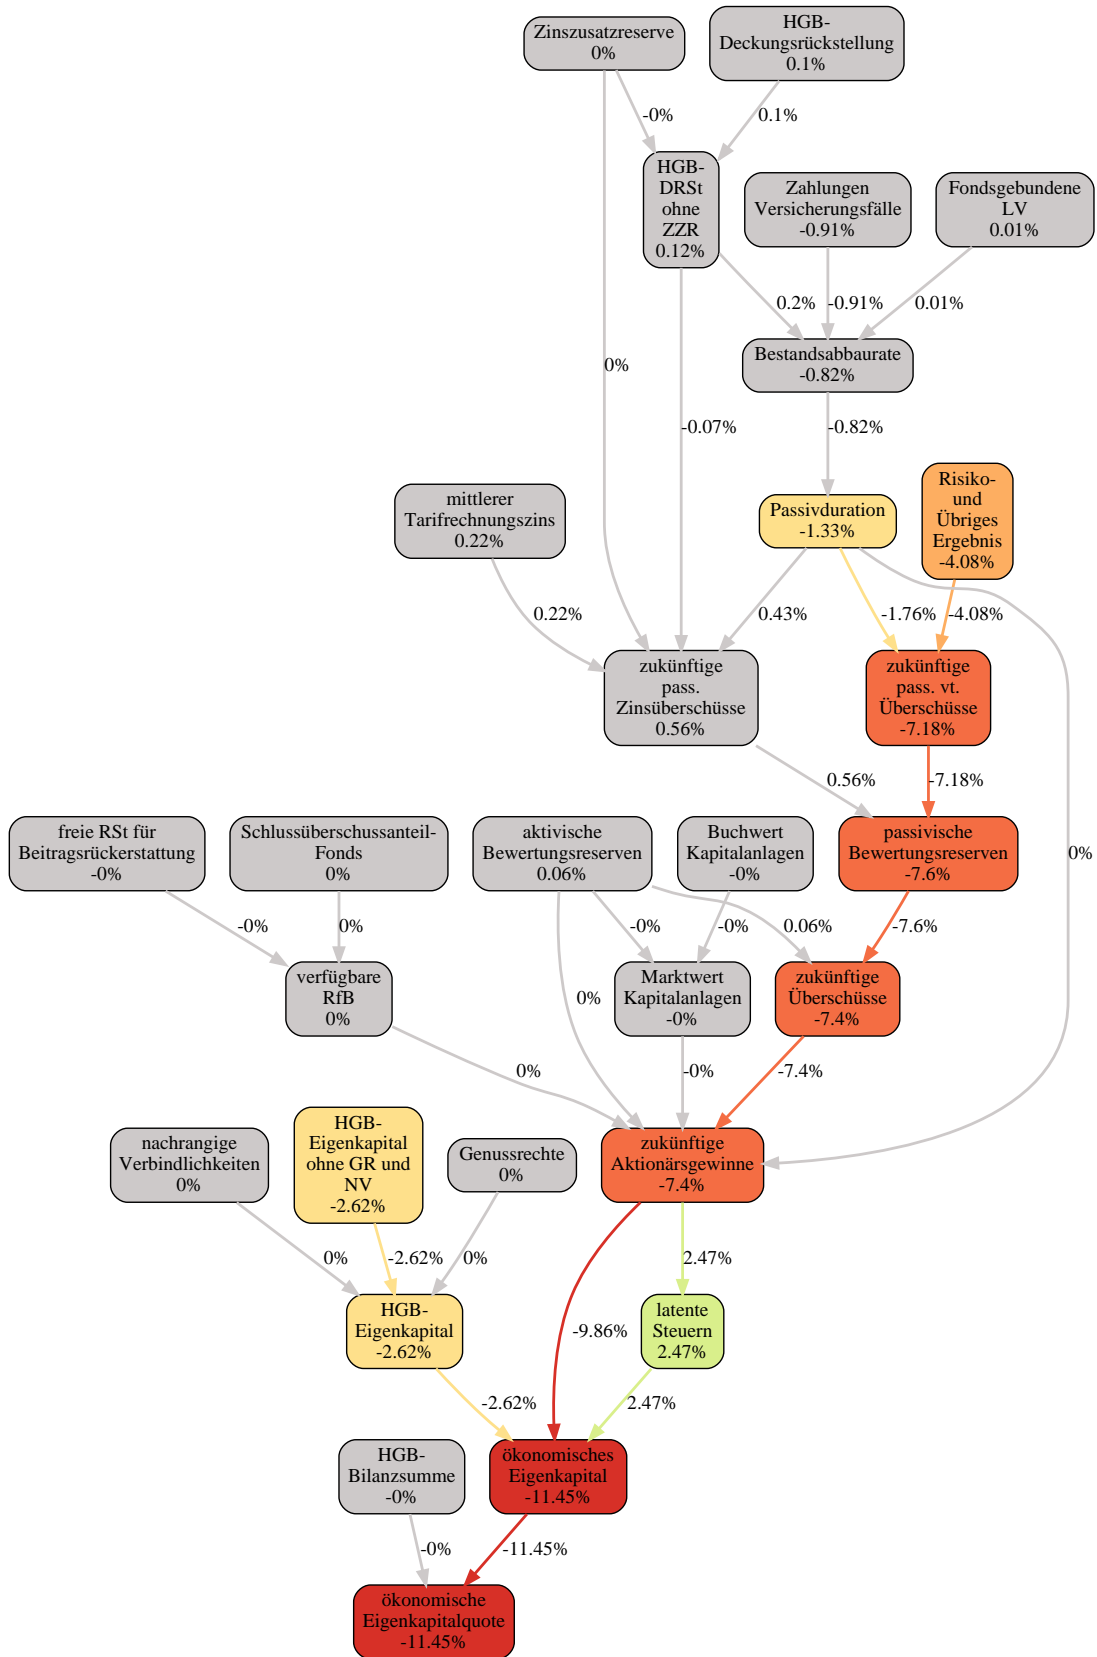 Zinszusatzreserve
0%
HGB-
Deckungsrückstellung
0.1%
-0%
0.1%
HGB-
DRSt
ohne
ZZR
0.12%
Zahlungen
Versicherungsfälle
-0.91%
Fondsgebundene
LV
0.01%
0.2%
-0.91%
0.01%
Bestandsabbaurate
-0.82%
0%
-0.07%
-0.82%
mittlerer
Tarifrechnungszins
0.22%
Passivduration
-1.33%
Risiko-
und
Übriges
Ergebnis
-4.08%
0.22%
0.43%
-1.76%
-4.08%
zukünftige
pass.
Zinsüberschüsse
0.56%
zukünftige
pass. vt.
Überschüsse
-7.18%
0.56%
-7.18%
freie RSt für
Beitragsrückerstattung
-0%
Schlussüberschussanteil-
Fonds
0%
aktivische
Bewertungsreserven
0.06%
Buchwert
Kapitalanlagen
-0%
passivische
Bewertungsreserven
-7.6%
0%
-0%
0%
-0%
-0%
0.06%
-7.6%
verfügbare
RfB
0%
0%
Marktwert
Kapitalanlagen
-0%
zukünftige
Überschüsse
-7.4%
0%
-0%
-7.4%
nachrangige
Verbindlichkeiten
0%
HGB-
Eigenkapital
ohne GR und
NV
-2.62%
Genussrechte
0%
zukünftige
Aktionärsgewinne
-7.4%
0%
-2.62%
0%
2.47%
HGB-
Eigenkapital
-2.62%
-9.86%
latente
Steuern
2.47%
-2.62%
2.47%
HGB-
Bilanzsumme
-0%
ökonomisches
Eigenkapital
-11.45%
-0%
-11.45%
ökonomische
Eigenkapitalquote
-11.45%